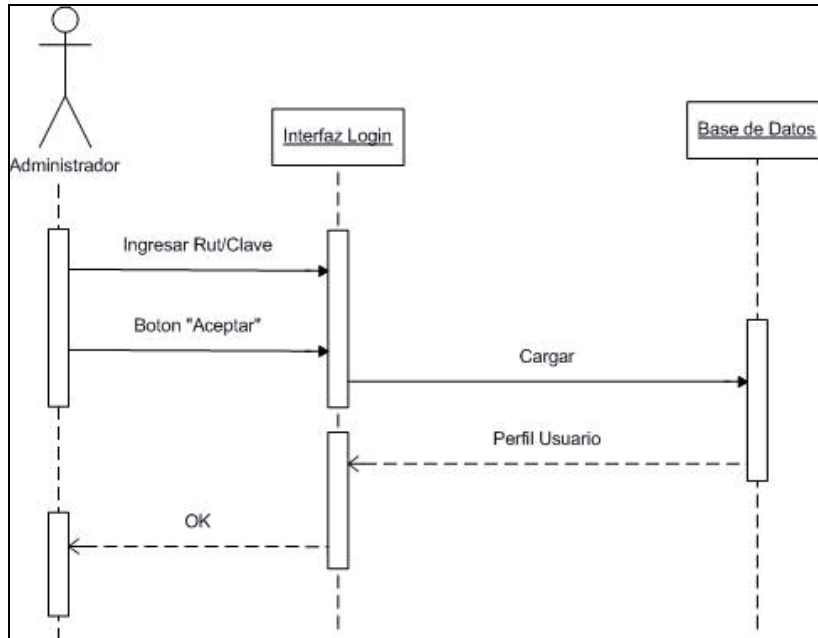 Administrador
Interfaz Login
Base de Datos
Ingresar Rut/Clave
Boton "Aceptar"
Cargar
Perfil Usuario
OK